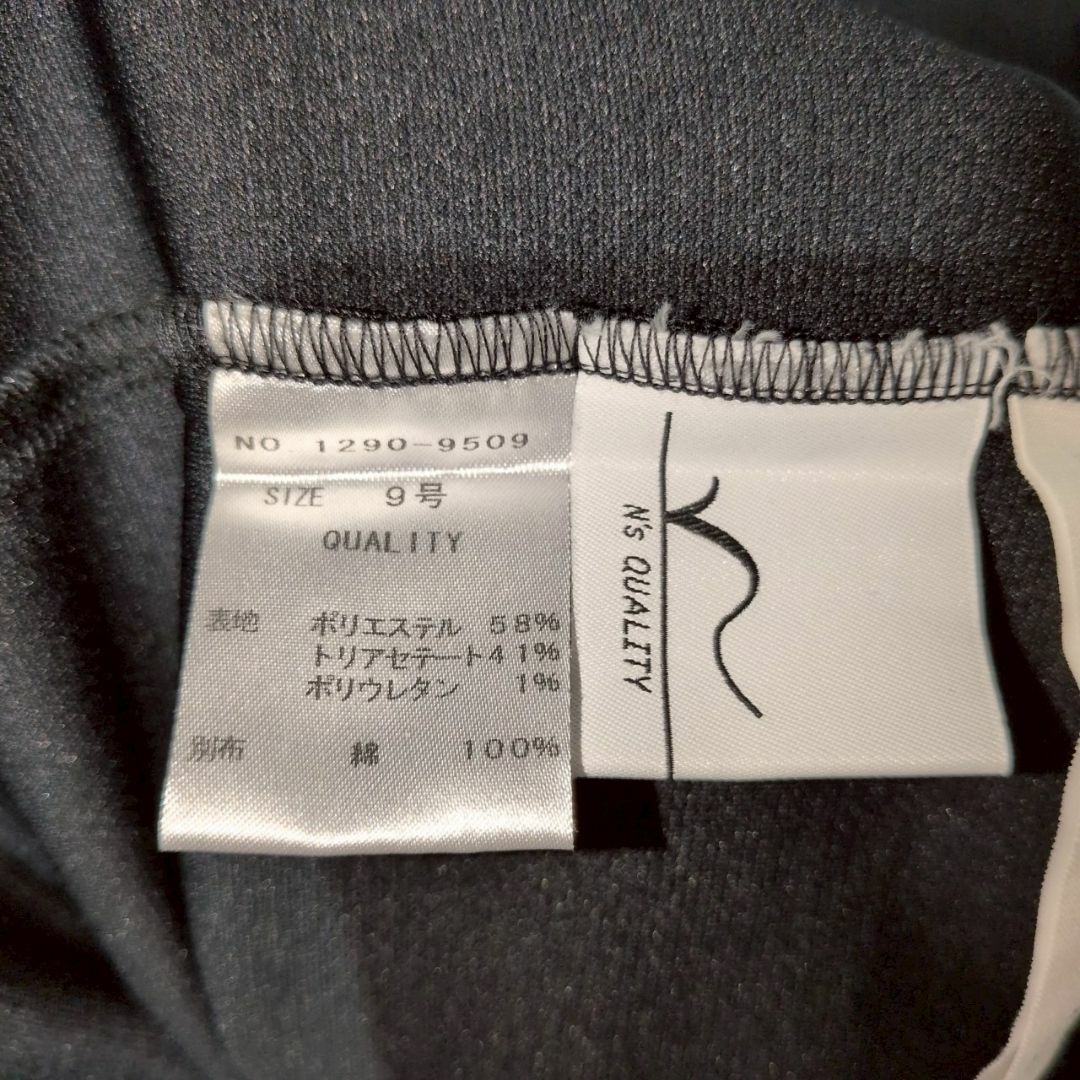 NO 1290-9509
SIZE 9号
QUALITY
表地 ポリエステル 58%
トリアセテート41%
ポリウレタン 1%
別布 綿 100%
N's QUALITY